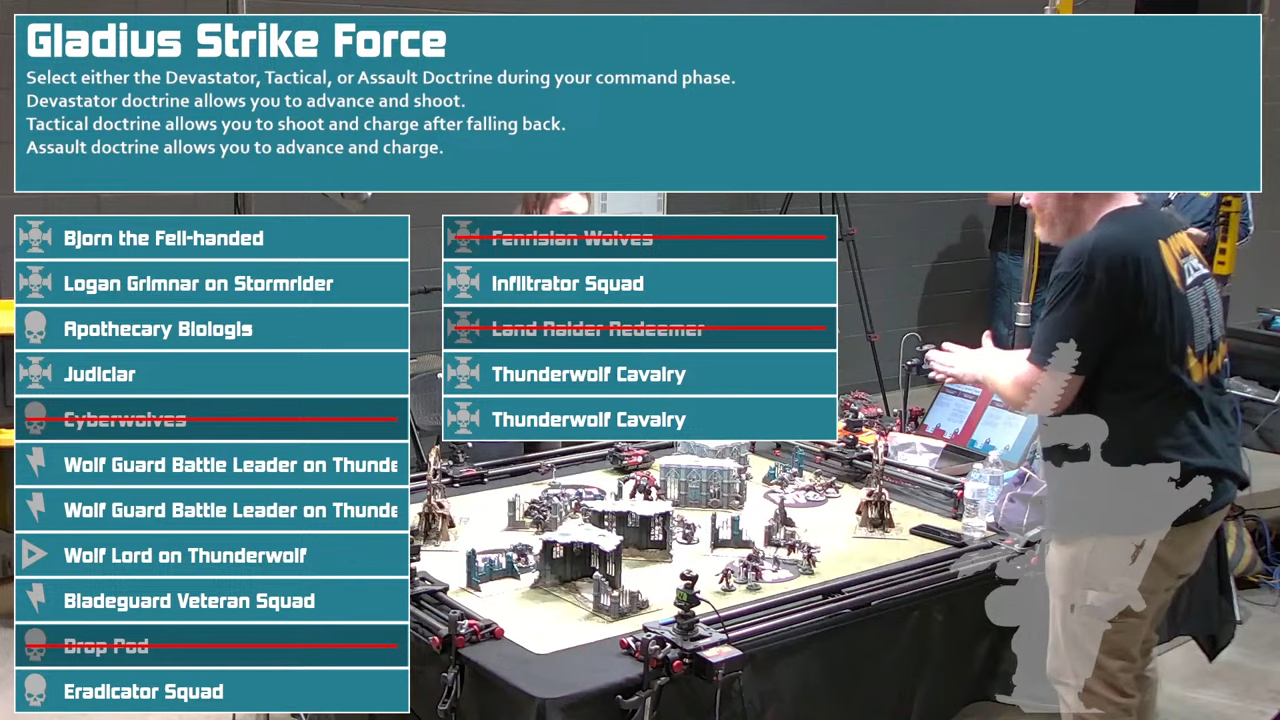 Gladius Strike Force
Select either the Devastator, Tactical, or Assault Doctrine during your command phase.
Devastator doctrine allows you to advance and shoot.
Tactical doctrine allows you to shoot and charge after falling back.
Assault doctrine allows you to advance and charge.
Bjorn the Fell-handed
Logan Grimnar on Stormrider
Apothecary Biologis
Judiciar
Cyberwolves
Wolf Guard Battle Leader on Thunde
Wolf Guard Battle Leader on Thunde
Wolf Lord on Thunderwolf
Bladeguard Veteran Squad
Drop Pod
Eradicator Squad
Fenrisian Wolves
Infiltrator Squad
Land Raider Redeemer
Thunderwolf Cavalry
Thunderwolf Cavalry